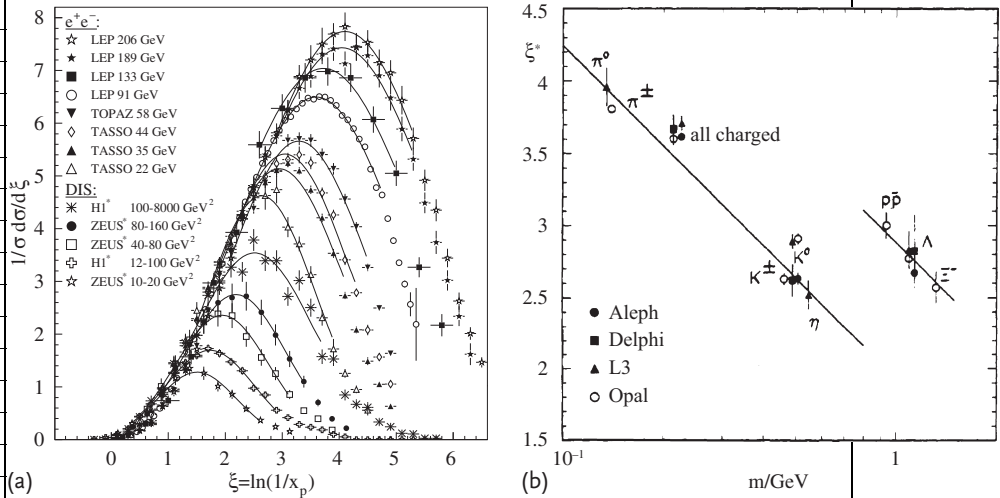 8
7
6
5
4
3
2
1
0
1/σ dσ/dξ
e⁺e⁻:
LEP 206 GeV
LEP 189 GeV
LEP 133 GeV
LEP 91 GeV
TOPAZ 58 GeV
TASSO 44 GeV
TASSO 35 GeV
TASSO 22 GeV
DIS:
H1* 100-8000 GeV²
ZEUS* 80-160 GeV²
ZEUS* 40-80 GeV²
H1* 12-100 GeV²
ZEUS* 10-20 GeV²
0 1 2 3 4 5 6
ξ=ln(1/xₚ)
(a)
4.5
ξ*
4
3.5
3
2.5
2
1.5
π⁰
π±
all charged
K±
K⁰
η
pp̄
Λ
Ξ⁻
Aleph
Delphi
L3
Opal
10⁻¹ 1
m/GeV
(b)